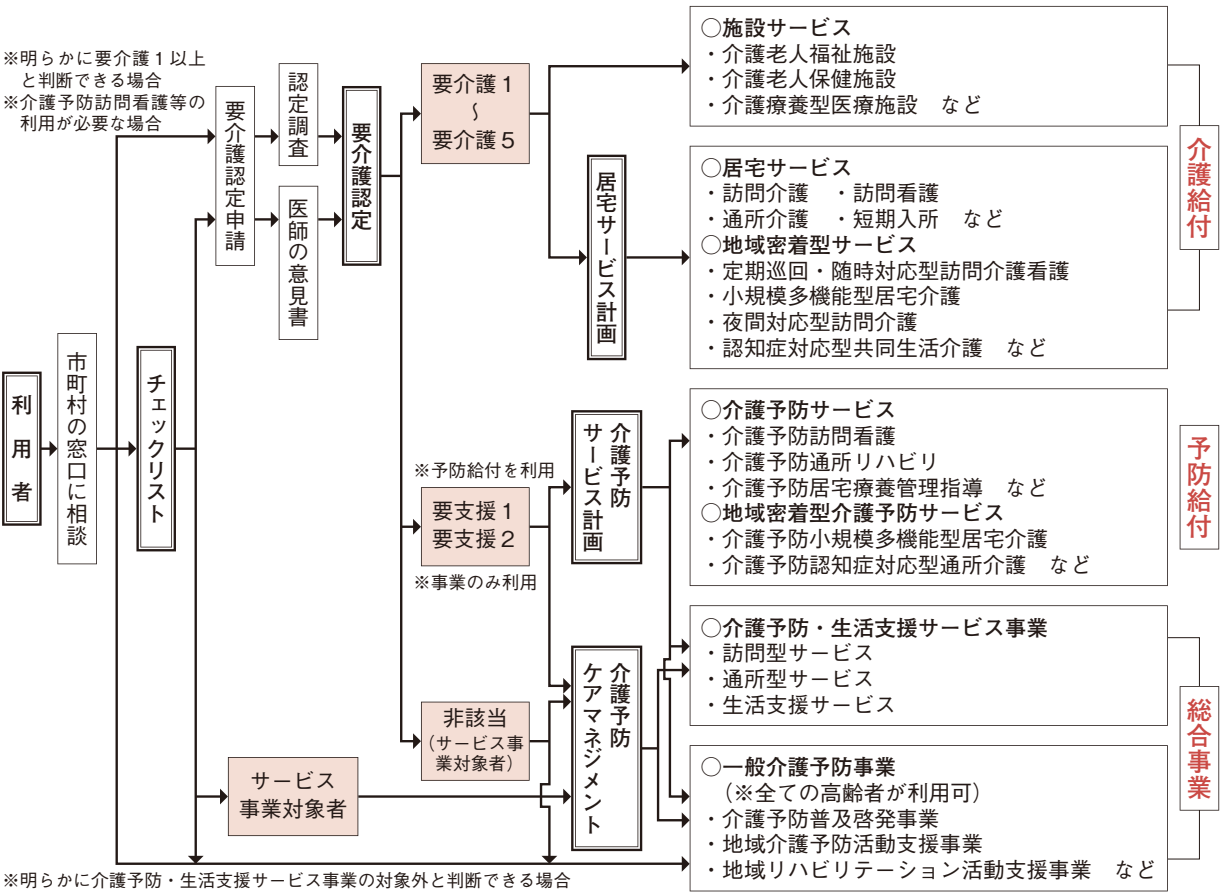 ※明らかに要介護１以上
と判断できる場合
※介護予防訪問看護等の
利用が必要な場合
利用者
市町村の窓口に相談
チェックリスト
要介護認定申請
認定調査
医師の意見書
要介護認定
要介護１
〜
要介護５
居宅サービス計画
※予防給付を利用
要支援１
要支援２
※事業のみ利用
介護予防
サービス計画
非該当
（サービス事
業対象者）
サービス
事業対象者
介護予防
ケアマネジメント
○施設サービス
・介護老人福祉施設
・介護老人保健施設
・介護療養型医療施設　など
○居宅サービス
・訪問介護　・訪問看護
・通所介護　・短期入所　など
○地域密着型サービス
・定期巡回・随時対応型訪問介護看護
・小規模多機能型居宅介護
・夜間対応型訪問介護
・認知症対応型共同生活介護　など
介護給付
○介護予防サービス
・介護予防訪問看護
・介護予防通所リハビリ
・介護予防居宅療養管理指導　など
○地域密着型介護予防サービス
・介護予防小規模多機能型居宅介護
・介護予防認知症対応型通所介護　など
予防給付
○介護予防・生活支援サービス事業
・訪問型サービス
・通所型サービス
・生活支援サービス
○一般介護予防事業
（※全ての高齢者が利用可）
・介護予防普及啓発事業
・地域介護予防活動支援事業
・地域リハビリテーション活動支援事業　など
総合事業
※明らかに介護予防・生活支援サービス事業の対象外と判断できる場合